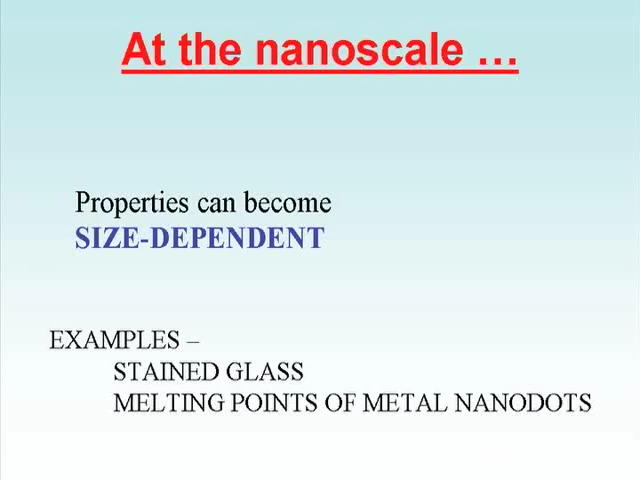 At the nanoscale …
Properties can become
SIZE-DEPENDENT
EXAMPLES –
STAINED GLASS
MELTING POINTS OF METAL NANODOTS